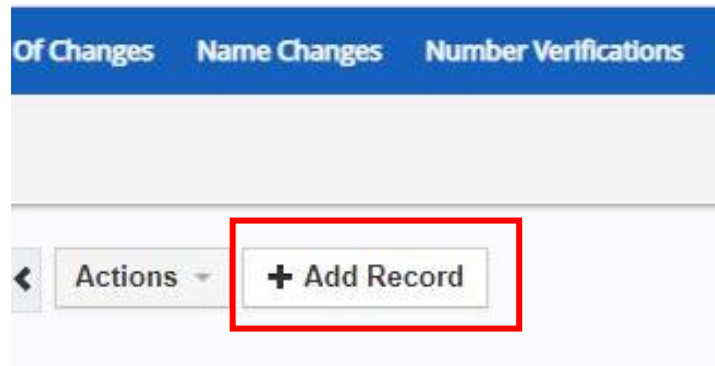 Of Changes Name Changes Number Verifications
Actions + Add Record